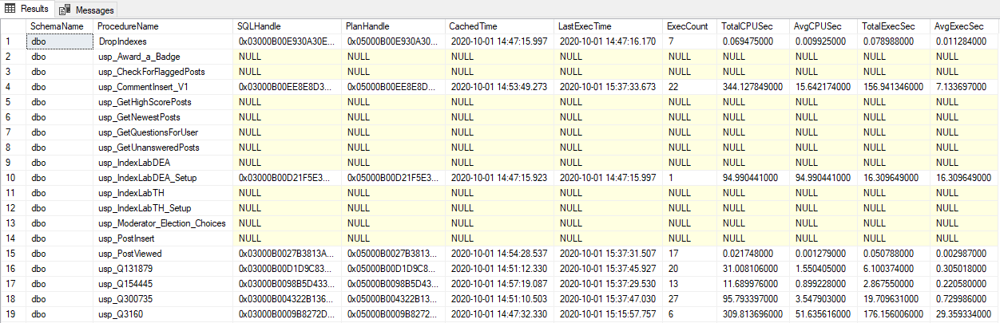 Results Messages
SchemaName ProcedureName SQLHandle PlanHandle CachedTime LastExecTime ExecCount TotalCPUSec AvgCPUSec TotalExecSec AvgExecSec
1 dbo DropIndexes 0x03000B00E930A30E... 0x05000B00E930A30... 2020-10-01 14:47:15.997 2020-10-01 14:47:16.170 7 0.069475000 0.009925000 0.078988000 0.011284000
2 dbo usp_Award_a_Badge NULL NULL NULL NULL NULL NULL NULL NULL NULL
3 dbo usp_CheckForFlaggedPosts NULL NULL NULL NULL NULL NULL NULL NULL NULL
4 dbo usp_CommentInsert_V1 0x03000B00EE8E8D3... 0x05000B00EE8E8D... 2020-10-01 14:53:49.273 2020-10-01 15:37:33.673 22 344.127849000 15.642174000 156.941346000 7.133697000
5 dbo usp_GetHighScorePosts NULL NULL NULL NULL NULL NULL NULL NULL NULL
6 dbo usp_GetNewestPosts NULL NULL NULL NULL NULL NULL NULL NULL NULL
7 dbo usp_GetQuestionsForUser NULL NULL NULL NULL NULL NULL NULL NULL NULL
8 dbo usp_GetUnansweredPosts NULL NULL NULL NULL NULL NULL NULL NULL NULL
9 dbo usp_IndexLabDEA NULL NULL NULL NULL NULL NULL NULL NULL NULL
10 dbo usp_IndexLabDEA_Setup 0x03000B00D21F5E3... 0x05000B00D21F5E3... 2020-10-01 14:47:15.923 2020-10-01 14:47:15.997 1 94.990441000 94.990441000 16.309649000 16.309649000
11 dbo usp_IndexLabTH NULL NULL NULL NULL NULL NULL NULL NULL NULL
12 dbo usp_IndexLabTH_Setup NULL NULL NULL NULL NULL NULL NULL NULL NULL
13 dbo usp_Moderator_Election_Choices NULL NULL NULL NULL NULL NULL NULL NULL NULL
14 dbo usp_PostInsert NULL NULL NULL NULL NULL NULL NULL NULL NULL
15 dbo usp_PostViewed 0x03000B0027B3813A... 0x05000B0027B3813... 2020-10-01 14:54:28.537 2020-10-01 15:37:31.507 17 0.021748000 0.001279000 0.050788000 0.002987000
16 dbo usp_Q131879 0x03000B00D1D9C83... 0x05000B00D1D9C8... 2020-10-01 14:51:12.330 2020-10-01 15:37:45.927 20 31.008106000 1.550405000 6.100374000 0.305018000
17 dbo usp_Q154445 0x03000B0098B5D433... 0x05000B0098B5D43... 2020-10-01 14:57:19.087 2020-10-01 15:37:29.530 13 11.689976000 0.899228000 2.867550000 0.220580000
18 dbo usp_Q300735 0x03000B004322B136... 0x05000B004322B13... 2020-10-01 14:51:10.503 2020-10-01 15:37:47.030 27 95.793397000 3.547903000 19.709631000 0.729986000
19 dbo usp_Q3160 0x03000B0009B8272D... 0x05000B0009B8272... 2020-10-01 14:47:32.330 2020-10-01 15:15:57.757 6 309.813696000 51.635616000 176.156006000 29.359334000